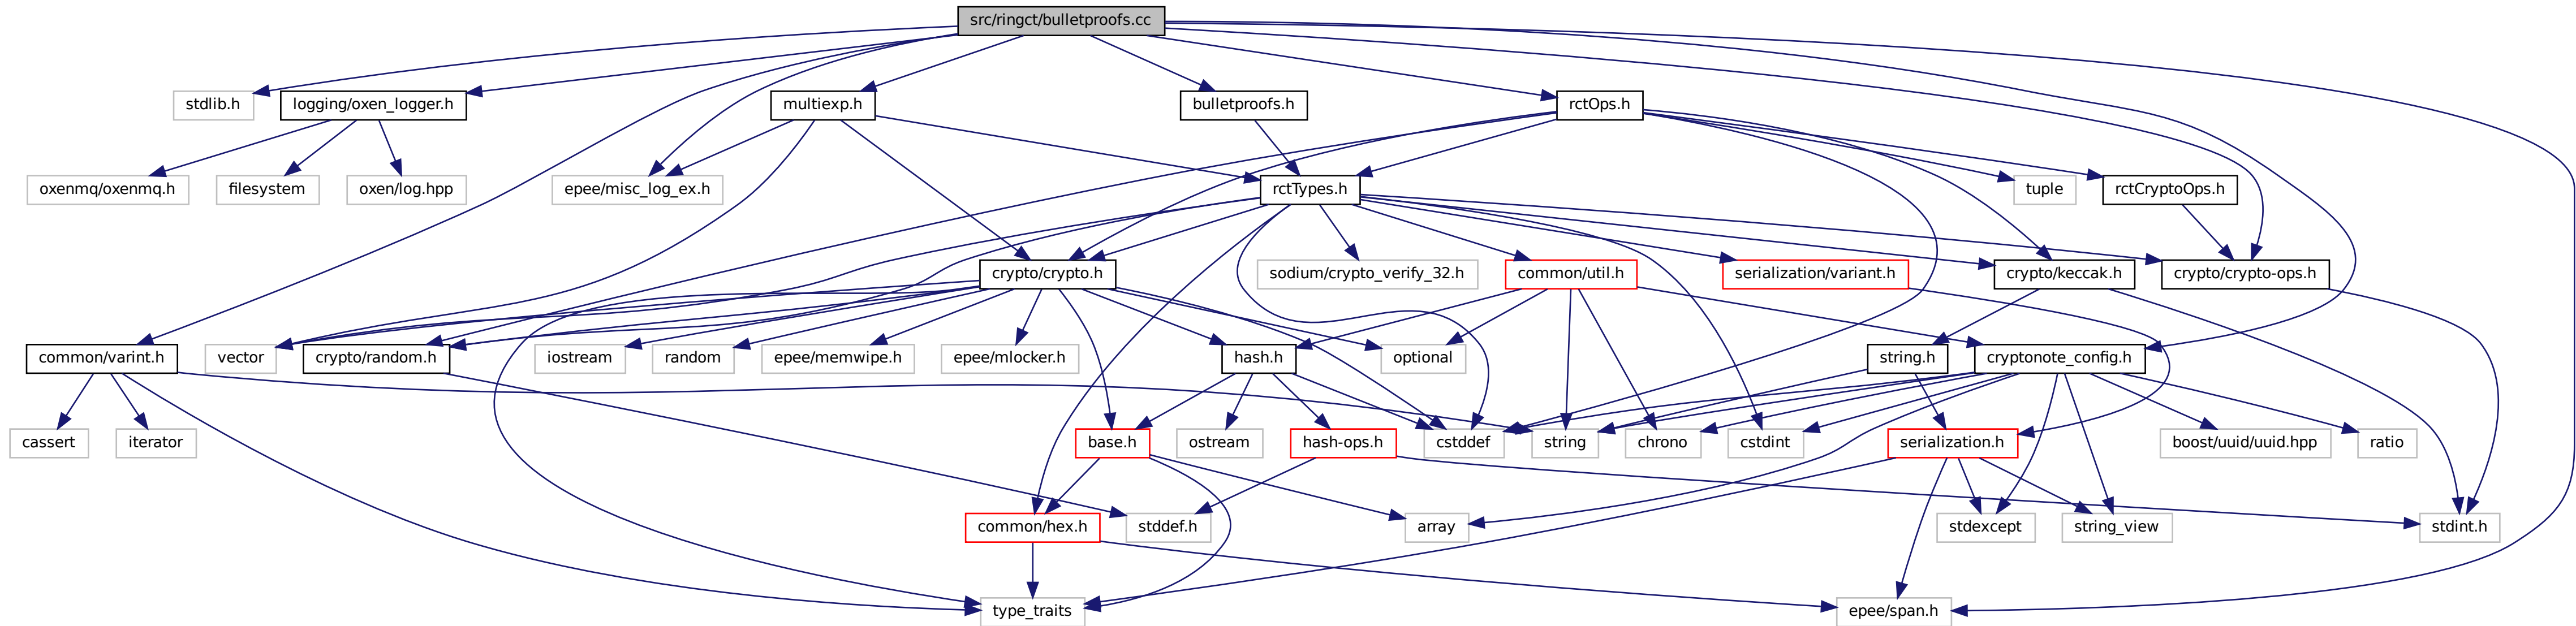 src/ringct/bulletproofs.cc
stdlib.h
logging/oxen_logger.h
multiexp.h
bulletproofs.h
rctOps.h
oxenmq/oxenmq.h
filesystem
oxen/log.hpp
epee/misc_log_ex.h
rctTypes.h
tuple
rctCryptoOps.h
crypto/crypto.h
sodium/crypto_verify_32.h
common/util.h
serialization/variant.h
crypto/keccak.h
crypto/crypto-ops.h
common/varint.h
vector
crypto/random.h
iostream
random
epee/memwipe.h
epee/mlocker.h
hash.h
optional
string.h
cryptonote_config.h
cassert
iterator
base.h
ostream
hash-ops.h
cstddef
string
chrono
cstdint
serialization.h
boost/uuid/uuid.hpp
ratio
common/hex.h
stddef.h
array
stdexcept
string_view
stdint.h
type_traits
epee/span.h